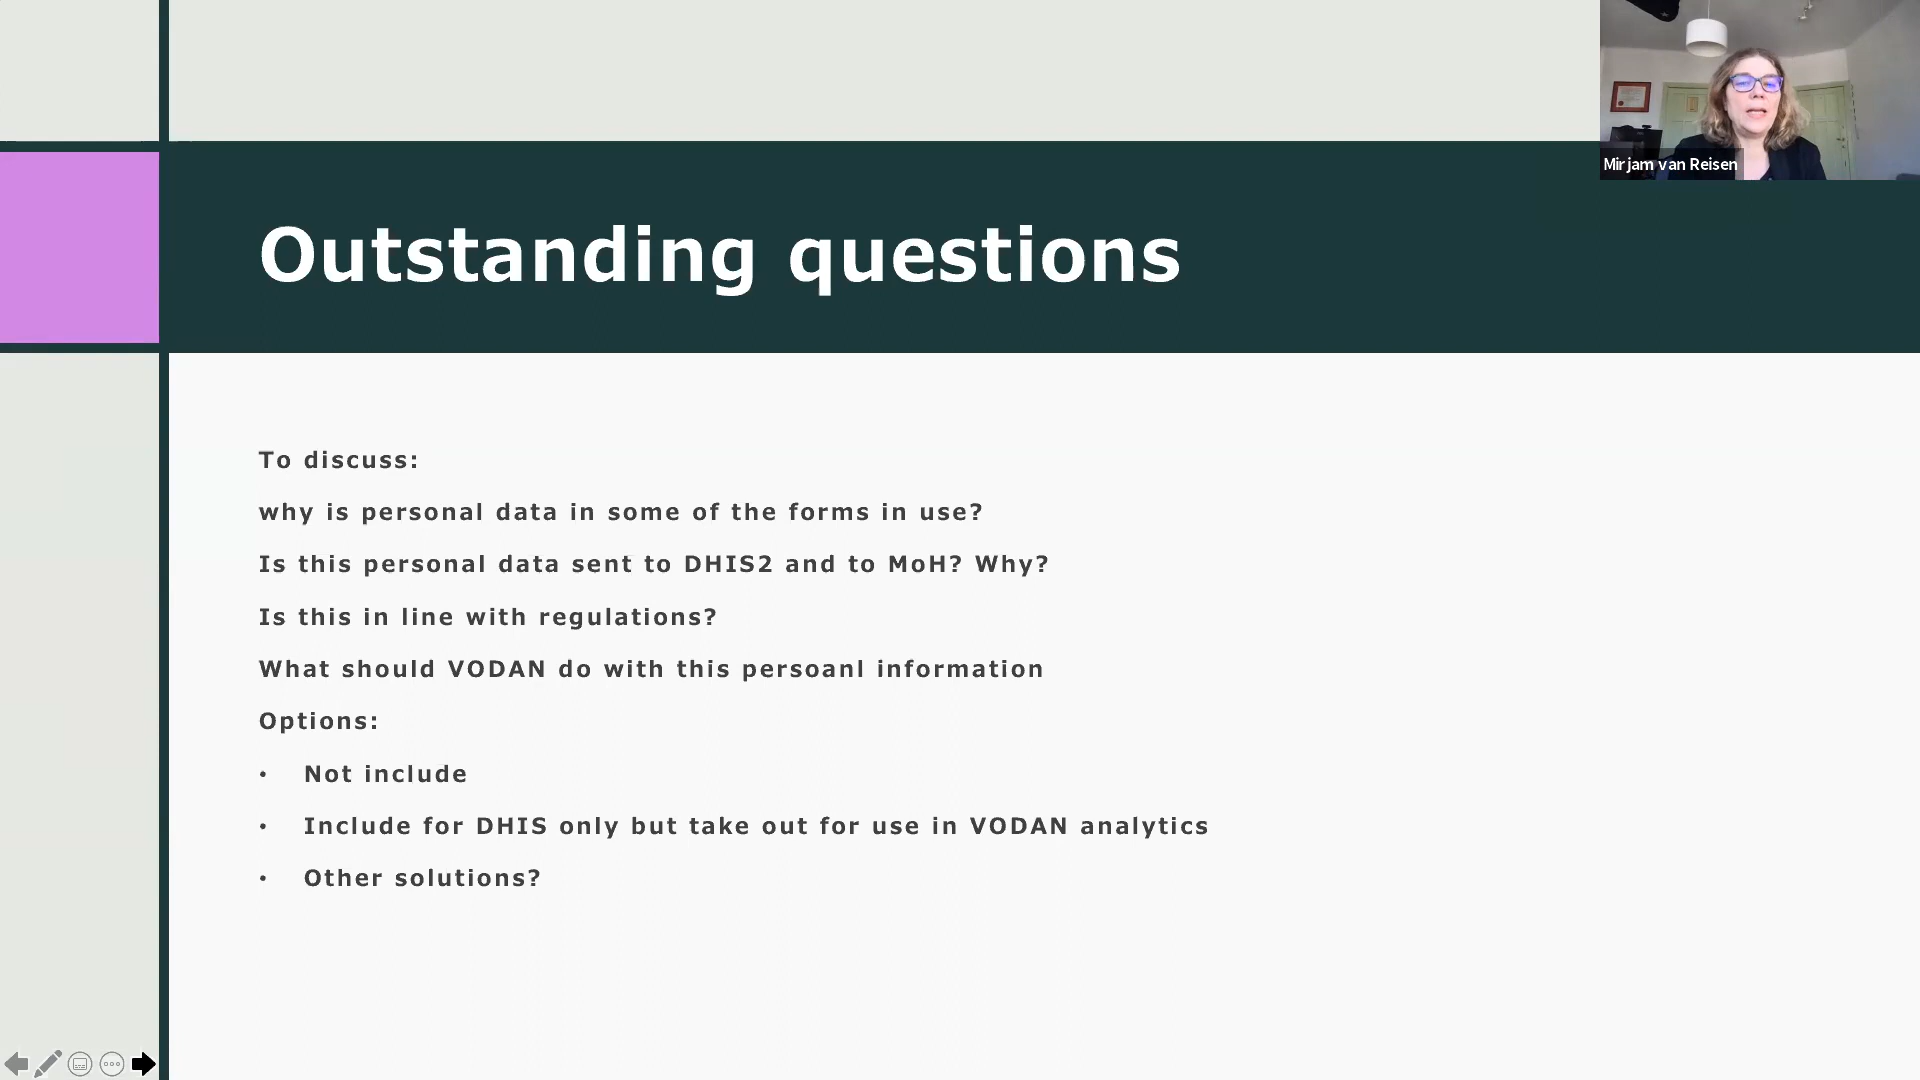 Mirjam van Reisen
Outstanding questions
To discuss:
why is personal data in some of the forms in use?
Is this personal data sent to DHIS2 and to MoH? Why?
Is this in line with regulations?
What should VODAN do with this persoanl information
Options:
• Not include
• Include for DHIS only but take out for use in VODAN analytics
• Other solutions?